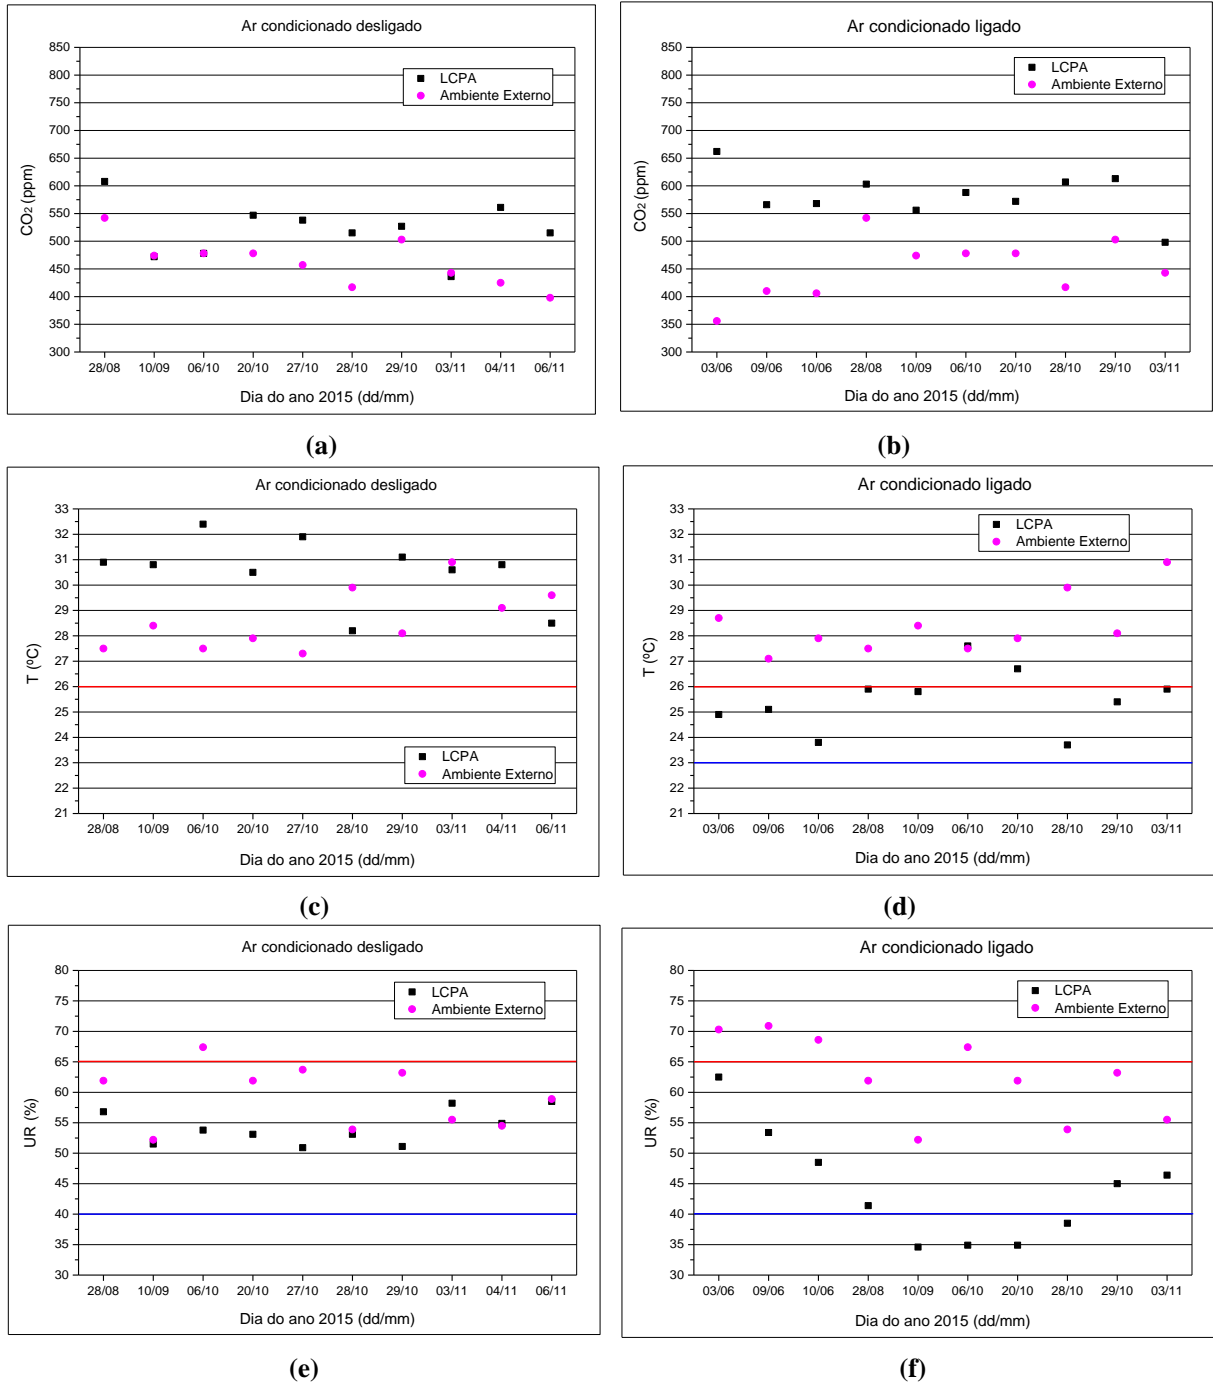 Ar condicionado desligado
850
800
750
700
650
600
550
500
450
400
350
300
CO2 (ppm)
LCPA
Ambiente Externo
28/08 10/09 06/10 20/10 27/10 28/10 29/10 03/11 04/11 06/11
Dia do ano 2015 (dd/mm)
(a)
Ar condicionado ligado
850
800
750
700
650
600
550
500
450
400
350
300
CO2 (ppm)
LCPA
Ambiente Externo
03/06 09/06 10/06 28/08 10/09 06/10 20/10 28/10 29/10 03/11
Dia do ano 2015 (dd/mm)
(b)
Ar condicionado desligado
33
32
31
30
29
28
27
26
25
24
23
22
21
T (ºC)
LCPA
Ambiente Externo
28/08 10/09 06/10 20/10 27/10 28/10 29/10 03/11 04/11 06/11
Dia do ano 2015 (dd/mm)
(c)
Ar condicionado ligado
33
32
31
30
29
28
27
26
25
24
23
22
21
T (ºC)
LCPA
Ambiente Externo
03/06 09/06 10/06 28/08 10/09 06/10 20/10 28/10 29/10 03/11
Dia do ano 2015 (dd/mm)
(d)
Ar condicionado desligado
80
75
70
65
60
55
50
45
40
35
30
UR (%)
LCPA
Ambiente Externo
28/08 10/09 06/10 20/10 27/10 28/10 29/10 03/11 04/11 06/11
Dia do ano 2015 (dd/mm)
(e)
Ar condicionado ligado
80
75
70
65
60
55
50
45
40
35
30
UR (%)
LCPA
Ambiente Externo
03/06 09/06 10/06 28/08 10/09 06/10 20/10 28/10 29/10 03/11
Dia do ano 2015 (dd/mm)
(f)